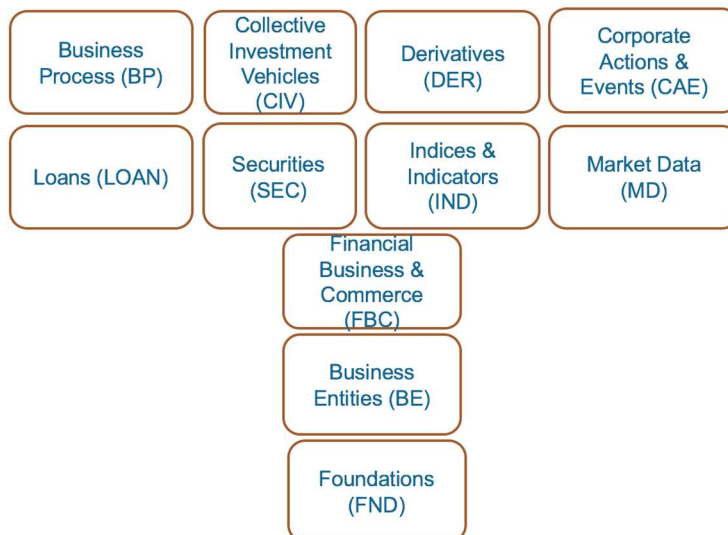 Business
Process (BP)
Collective
Investment
Vehicles
(CIV)
Derivatives
(DER)
Corporate
Actions &
Events (CAE)
Loans (LOAN)
Securities
(SEC)
Indices &
Indicators
(IND)
Market Data
(MD)
Financial
Business &
Commerce
(FBC)
Business
Entities (BE)
Foundations
(FND)